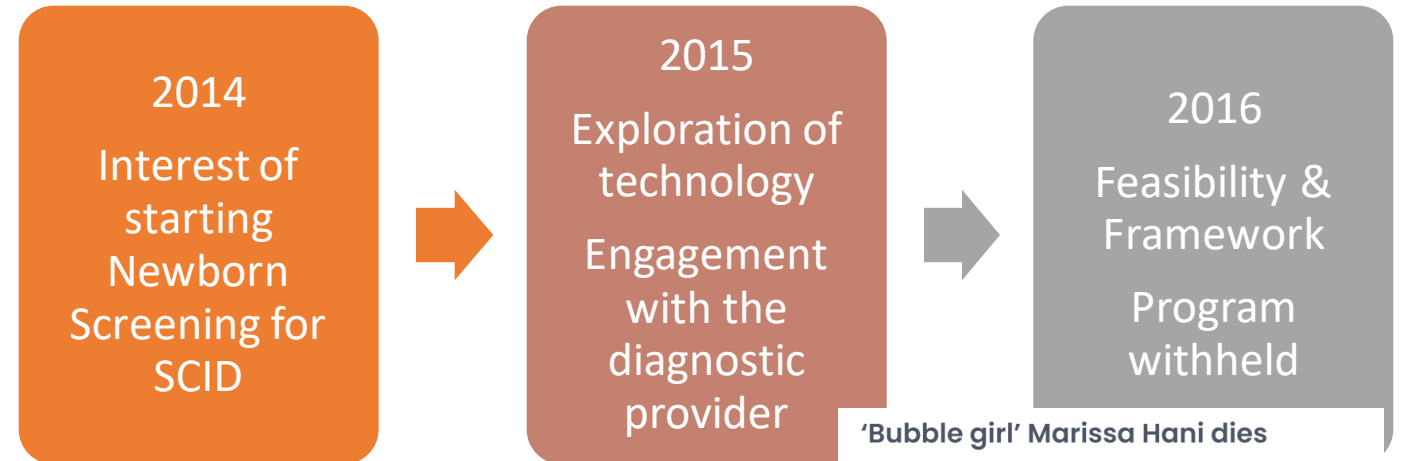 2014
Interest of
starting
Newborn
Screening for
SCID
2015
Exploration of
technology
Engagement
with the
diagnostic
provider
2016
Feasibility &
Framework
Program
withheld
‘Bubble girl’ Marissa Hani dies